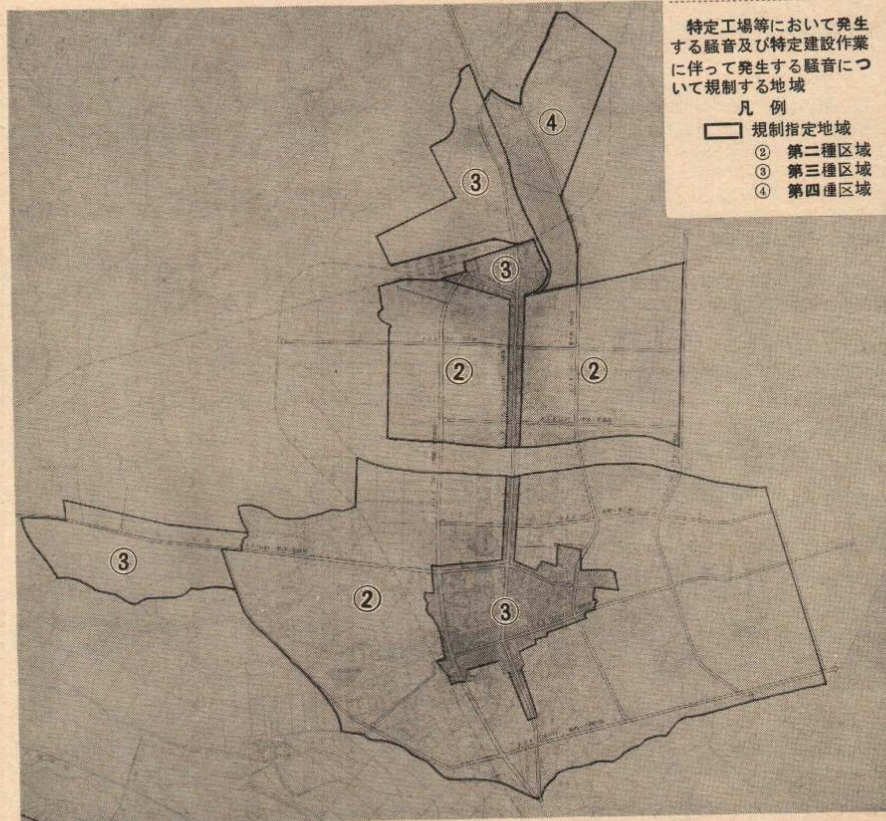 特定工場等において発生
する騒音及び特定建設作業
に伴って発生する騒音につ
いて規制する地域
凡 例
規制指定地域
② 第二種区域
③ 第三種区域
④ 第四種区域
④
③
③
②
②
③
②
③